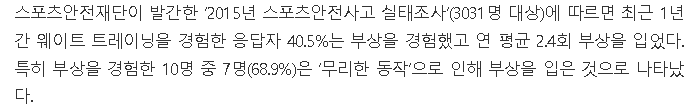 스포츠안전재단이 발간한 ‘2015년 스포츠안전사고 실태조사’(3031명 대상)에 따르면 최근 1년
간 웨이트 트레이닝을 경험한 응답자 40.5%는 부상을 경험했고 연 평균 2.4회 부상을 입었다.
특히 부상을 경험한 10명 중 7명(68.9%)은 ‘무리한 동작’으로 인해 부상을 입은 것으로 나타났
다.